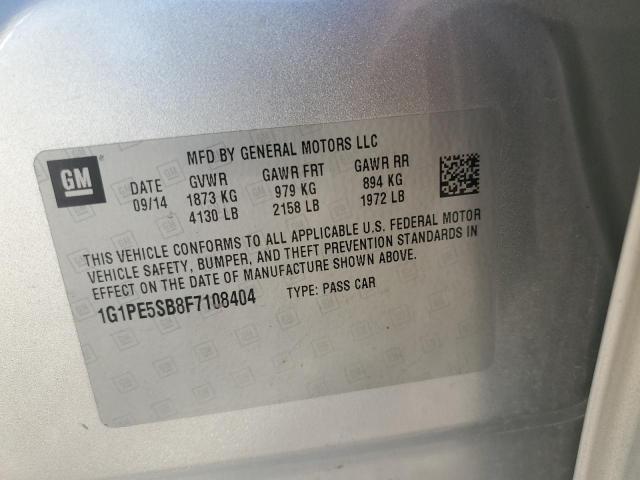 MFD BY GENERAL MOTORS LLC
GM
DATE GVWR GAWR FRT GAWR RR
09/14 1873 KG 979 KG 894 KG
4130 LB 2158 LB 1972 LB
THIS VEHICLE CONFORMS TO ALL APPLICABLE U.S. FEDERAL MOTOR
VEHICLE SAFETY, BUMPER, AND THEFT PREVENTION STANDARDS IN
EFFECT ON THE DATE OF MANUFACTURE SHOWN ABOVE.
1G1PE5SB8F7108404 TYPE: PASS CAR